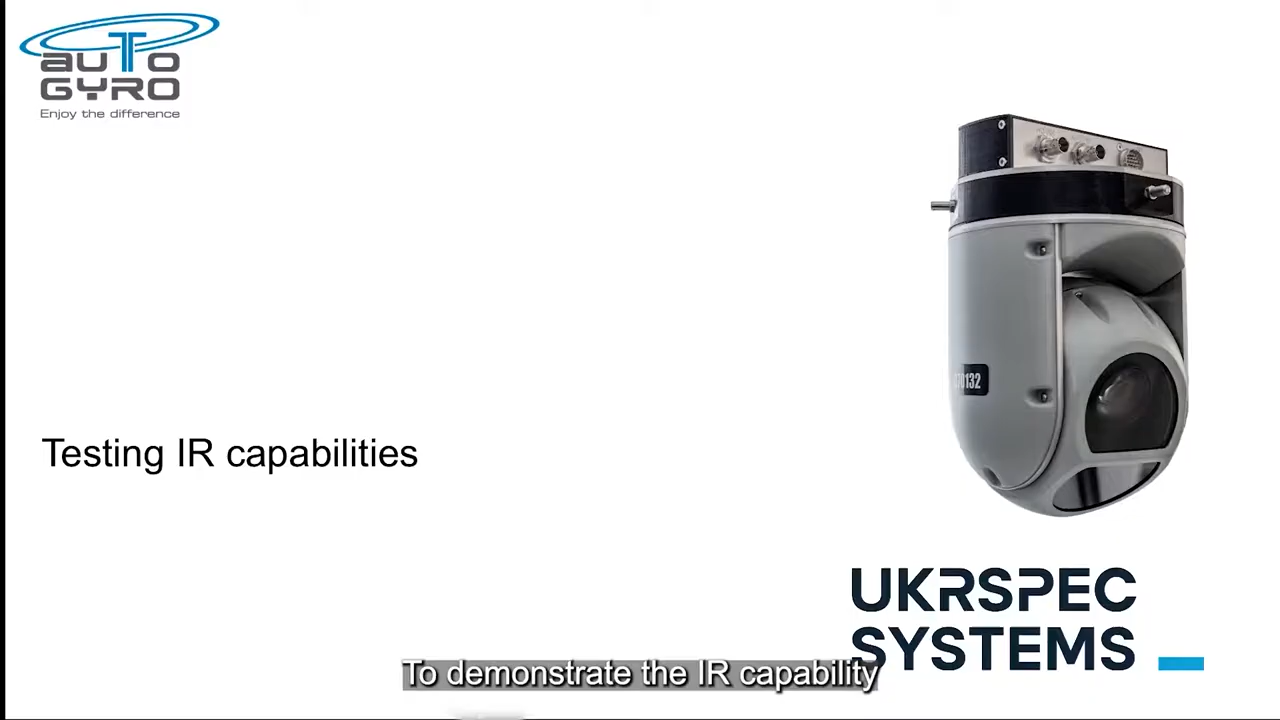 auTo
GYRO
Enjoy the difference
Testing IR capabilities
UKRSPEC
SYSTEMS
To demonstrate the IR capability